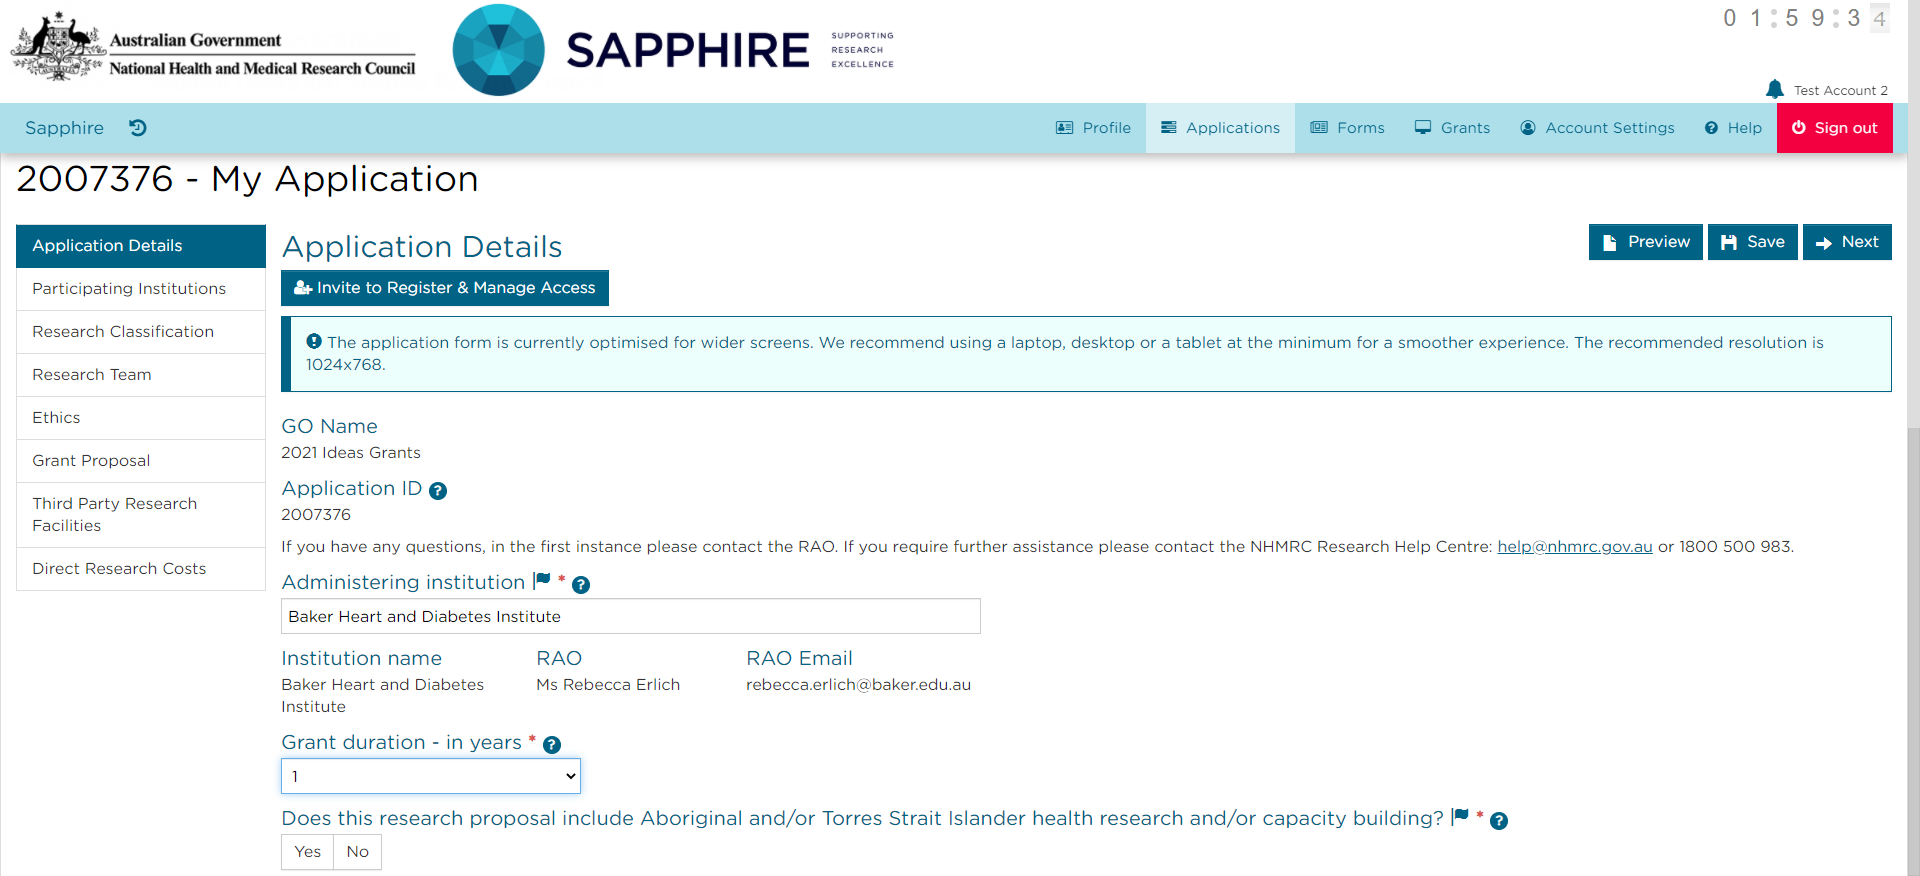 Australian Government
National Health and Medical Research Council
SAPPHIRE
SUPPORTING
RESEARCH
EXCELLENCE
01:59:34
Test Account 2
Sapphire
Profile
Applications
Forms
Grants
Account Settings
Help
Sign out
2007376 - My Application
Application Details
Participating Institutions
Research Classification
Research Team
Ethics
Grant Proposal
Third Party Research
Facilities
Direct Research Costs
Application Details
Preview
Save
Next
Invite to Register & Manage Access
The application form is currently optimised for wider screens. We recommend using a laptop, desktop or a tablet at the minimum for a smoother experience. The recommended resolution is
1024x768.
GO Name
2021 Ideas Grants
Application ID
2007376
If you have any questions, in the first instance please contact the RAO. If you require further assistance please contact the NHMRC Research Help Centre: help@nhmrc.gov.au or 1800 500 983.
Administering institution *
Baker Heart and Diabetes Institute
Institution name RAO RAO Email
Baker Heart and Diabetes Ms Rebecca Erlich rebecca.erlich@baker.edu.au
Institute
Grant duration - in years *
1
Does this research proposal include Aboriginal and/or Torres Strait Islander health research and/or capacity building? *
Yes No